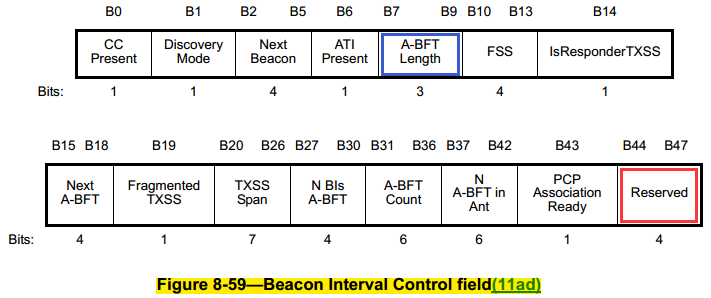 B0 B1 B2 B5 B6 B7 B9 B10 B13 B14
CC Discovery Next ATI A-BFT FSS IsResponderTXSS
Present Mode Beacon Present Length
Bits: 1 1 4 1 3 4 1
B15 B18 B19 B20 B26 B27 B30 B31 B36 B37 B42 B43 B44 B47
Next Fragmented TXSS N BIs A-BFT N PCP Reserved
A-BFT TXSS Span A-BFT Count A-BFT in Association
Ant Ready
Bits: 4 1 7 4 6 6 1 4
Figure 8-59—Beacon Interval Control field(11ad)